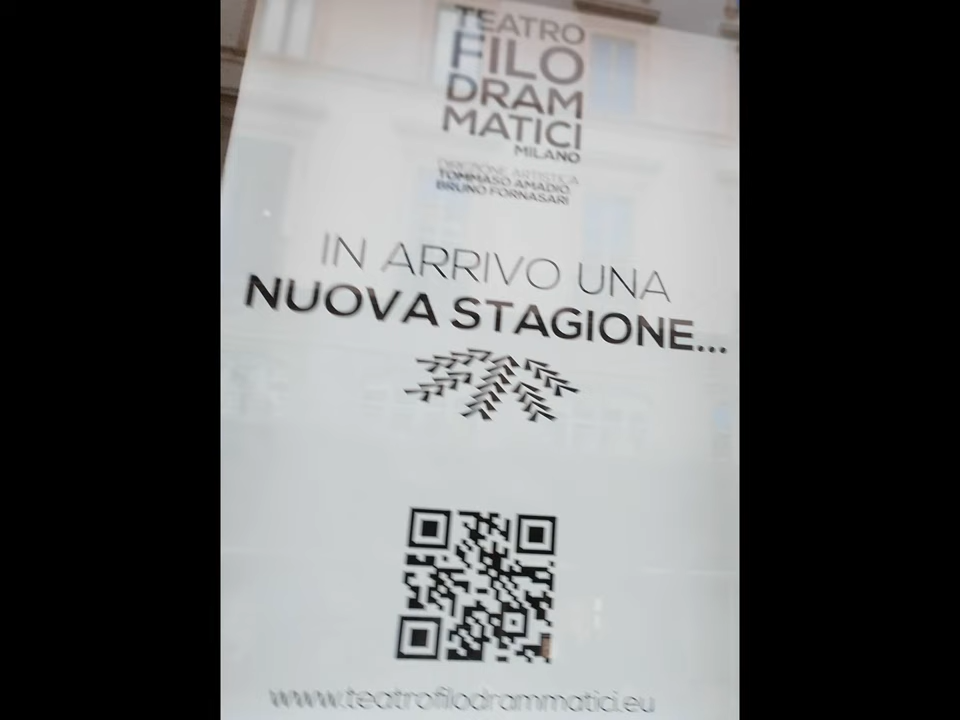 TEATRO
FILO
DRAM
MATICI
MILANO
DIREZIONE ARTISTICA
TOMMASO AMADIO
BRUNO FORNASARI
IN ARRIVO UNA
NUOVA STAGIONE...
www.teatrofilodrammatici.eu